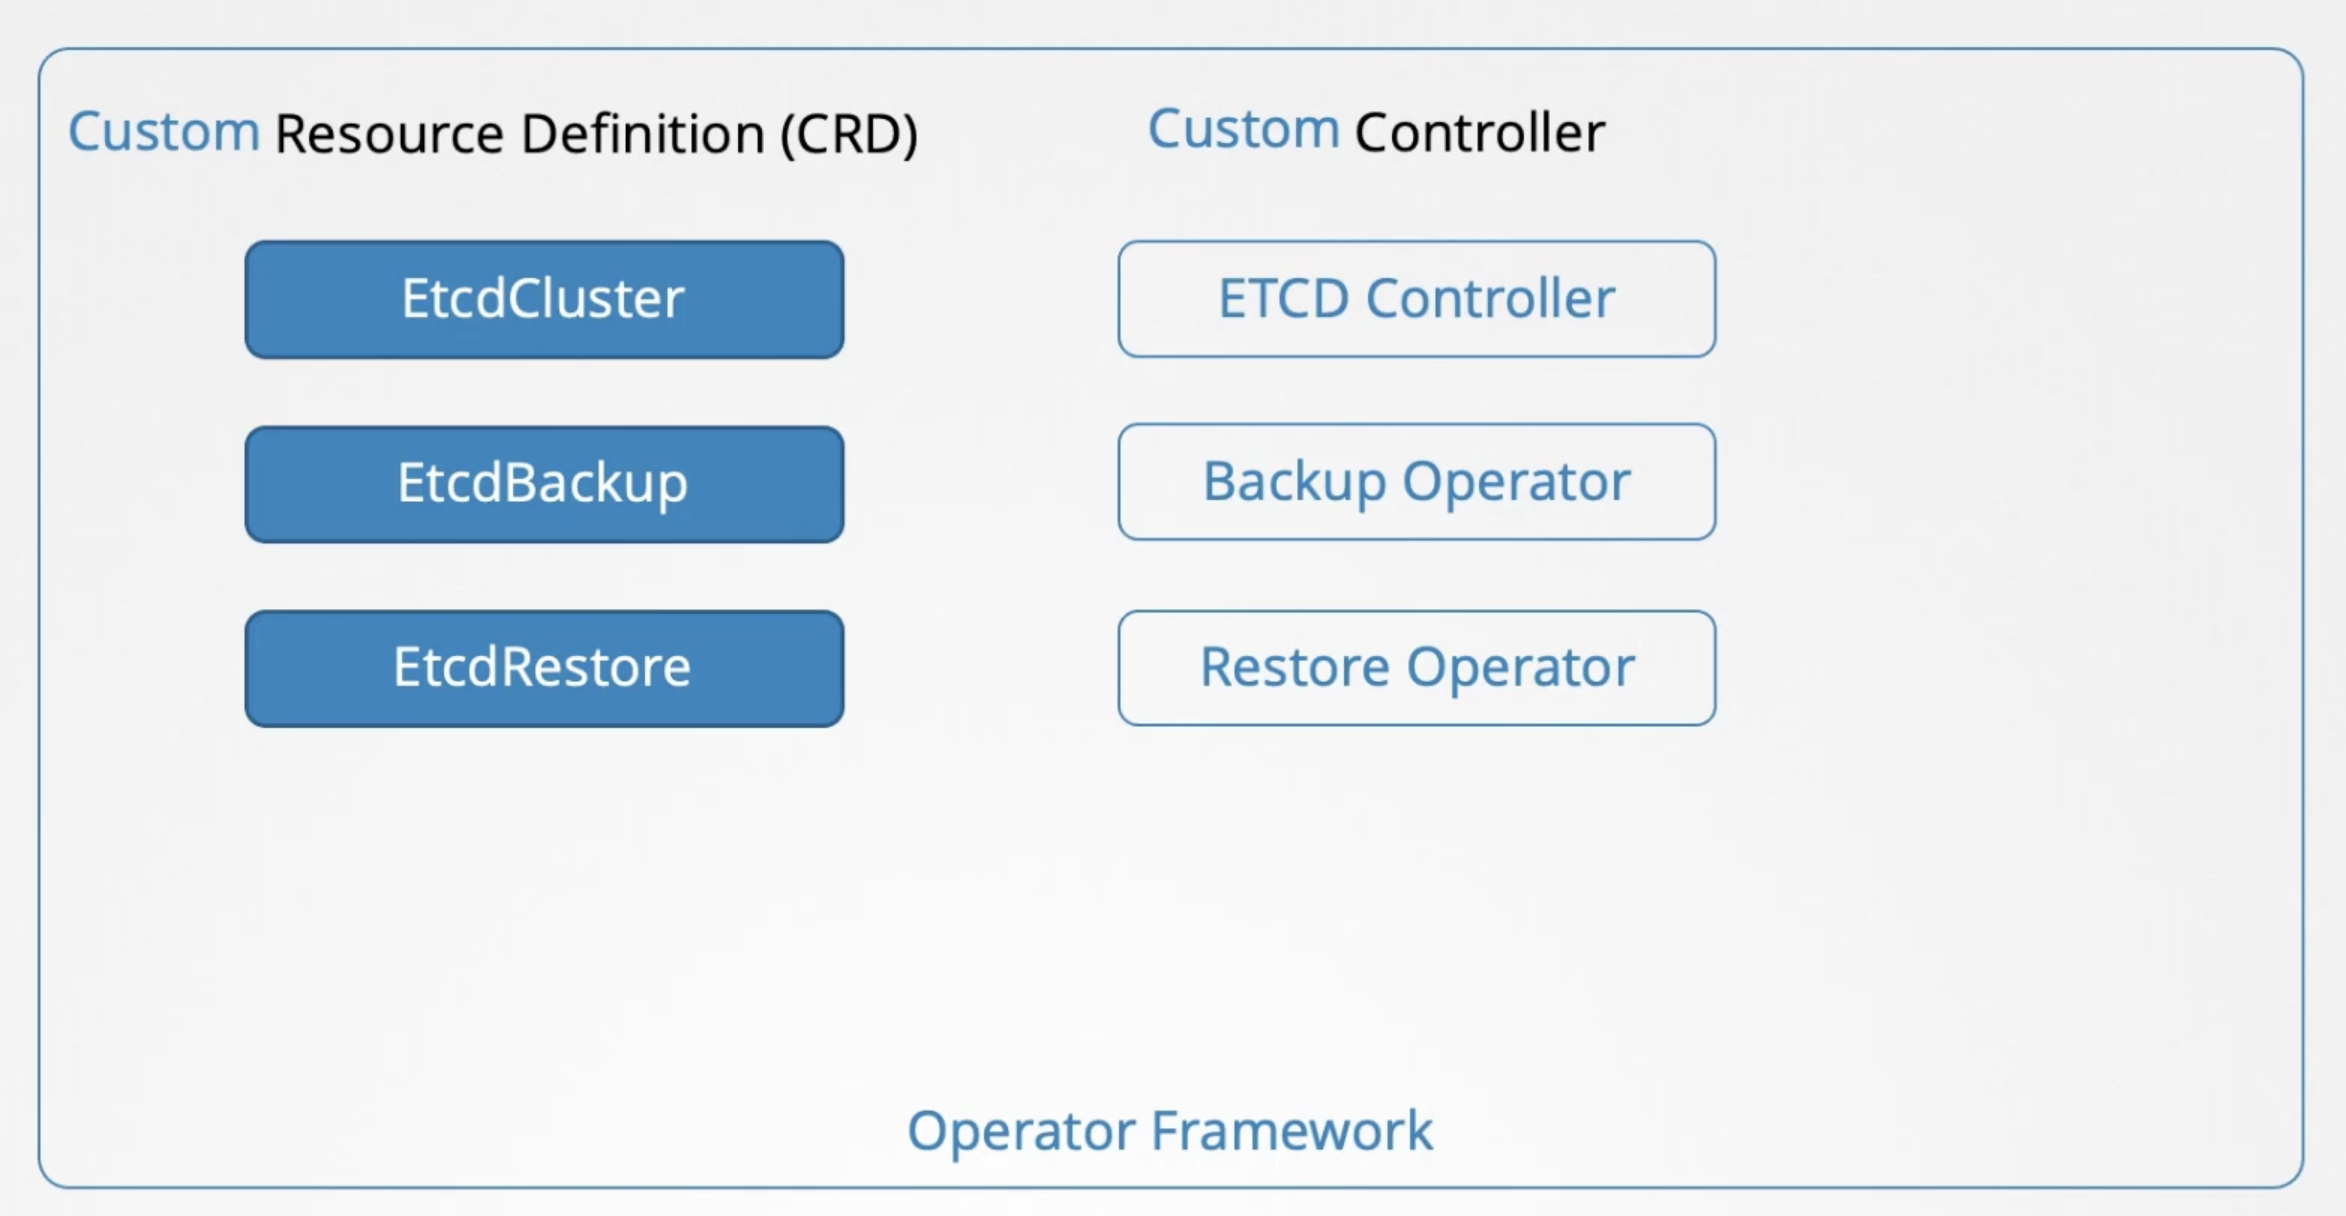 Custom Resource Definition (CRD)
Custom Controller
EtcdCluster
ETCD Controller
EtcdBackup
Backup Operator
EtcdRestore
Restore Operator
Operator Framework